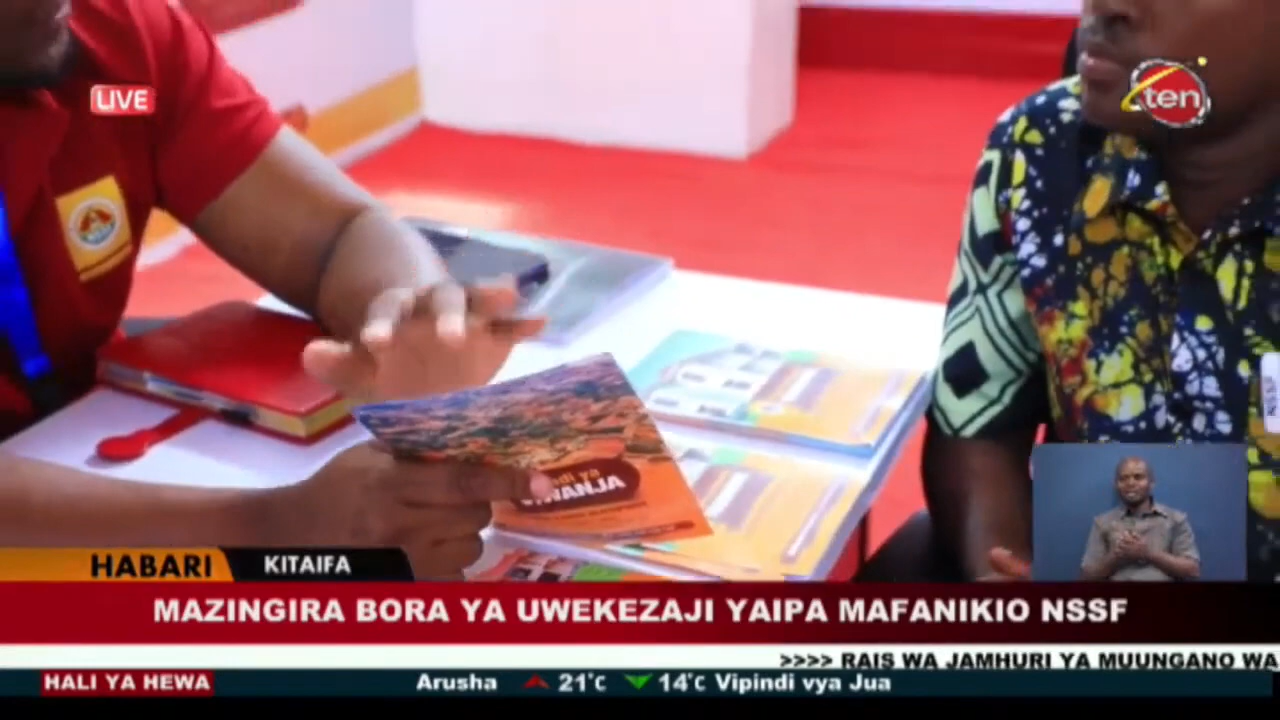 LIVE
ten
VIWANJA
HABARI
KITAIFA
MAZINGIRA BORA YA UWEKEZAJI YAIPA MAFANIKIO NSSF
>>>> RAIS WA JAMHURI YA MUUNGANO WA
HALI YA HEWA
Arusha 21°C 14°C Vipindi vya Jua